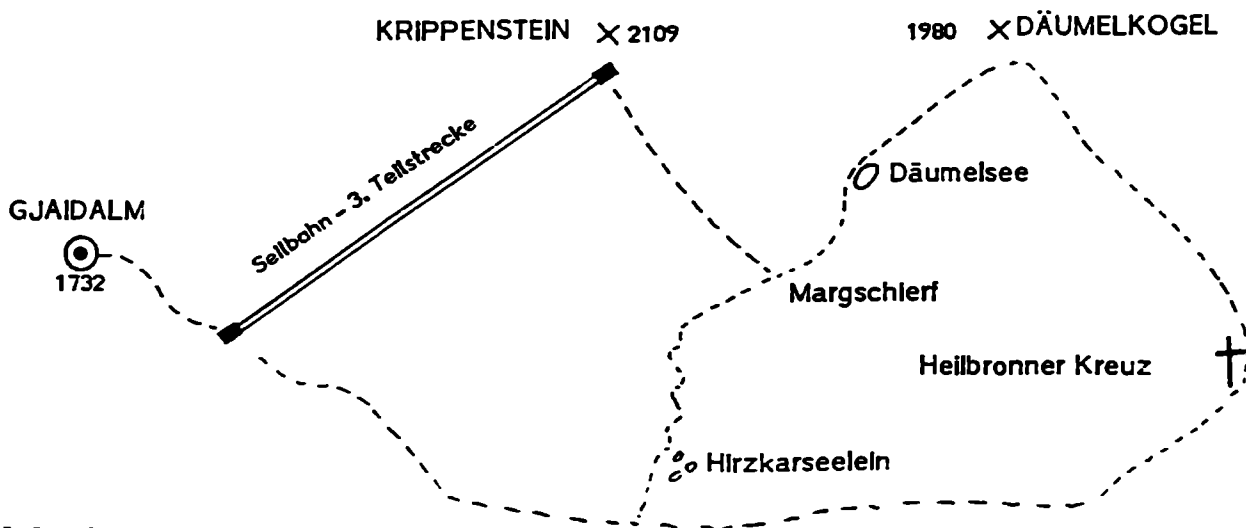 KRIPPENSTEIN 2109
1980 DÄUMELKOGEL
Seilbahn - 3. Teilstrecke
Däumelsee
GJAIDALM
1732
Margschierf
Heilbronner Kreuz
Hirzkarseelein